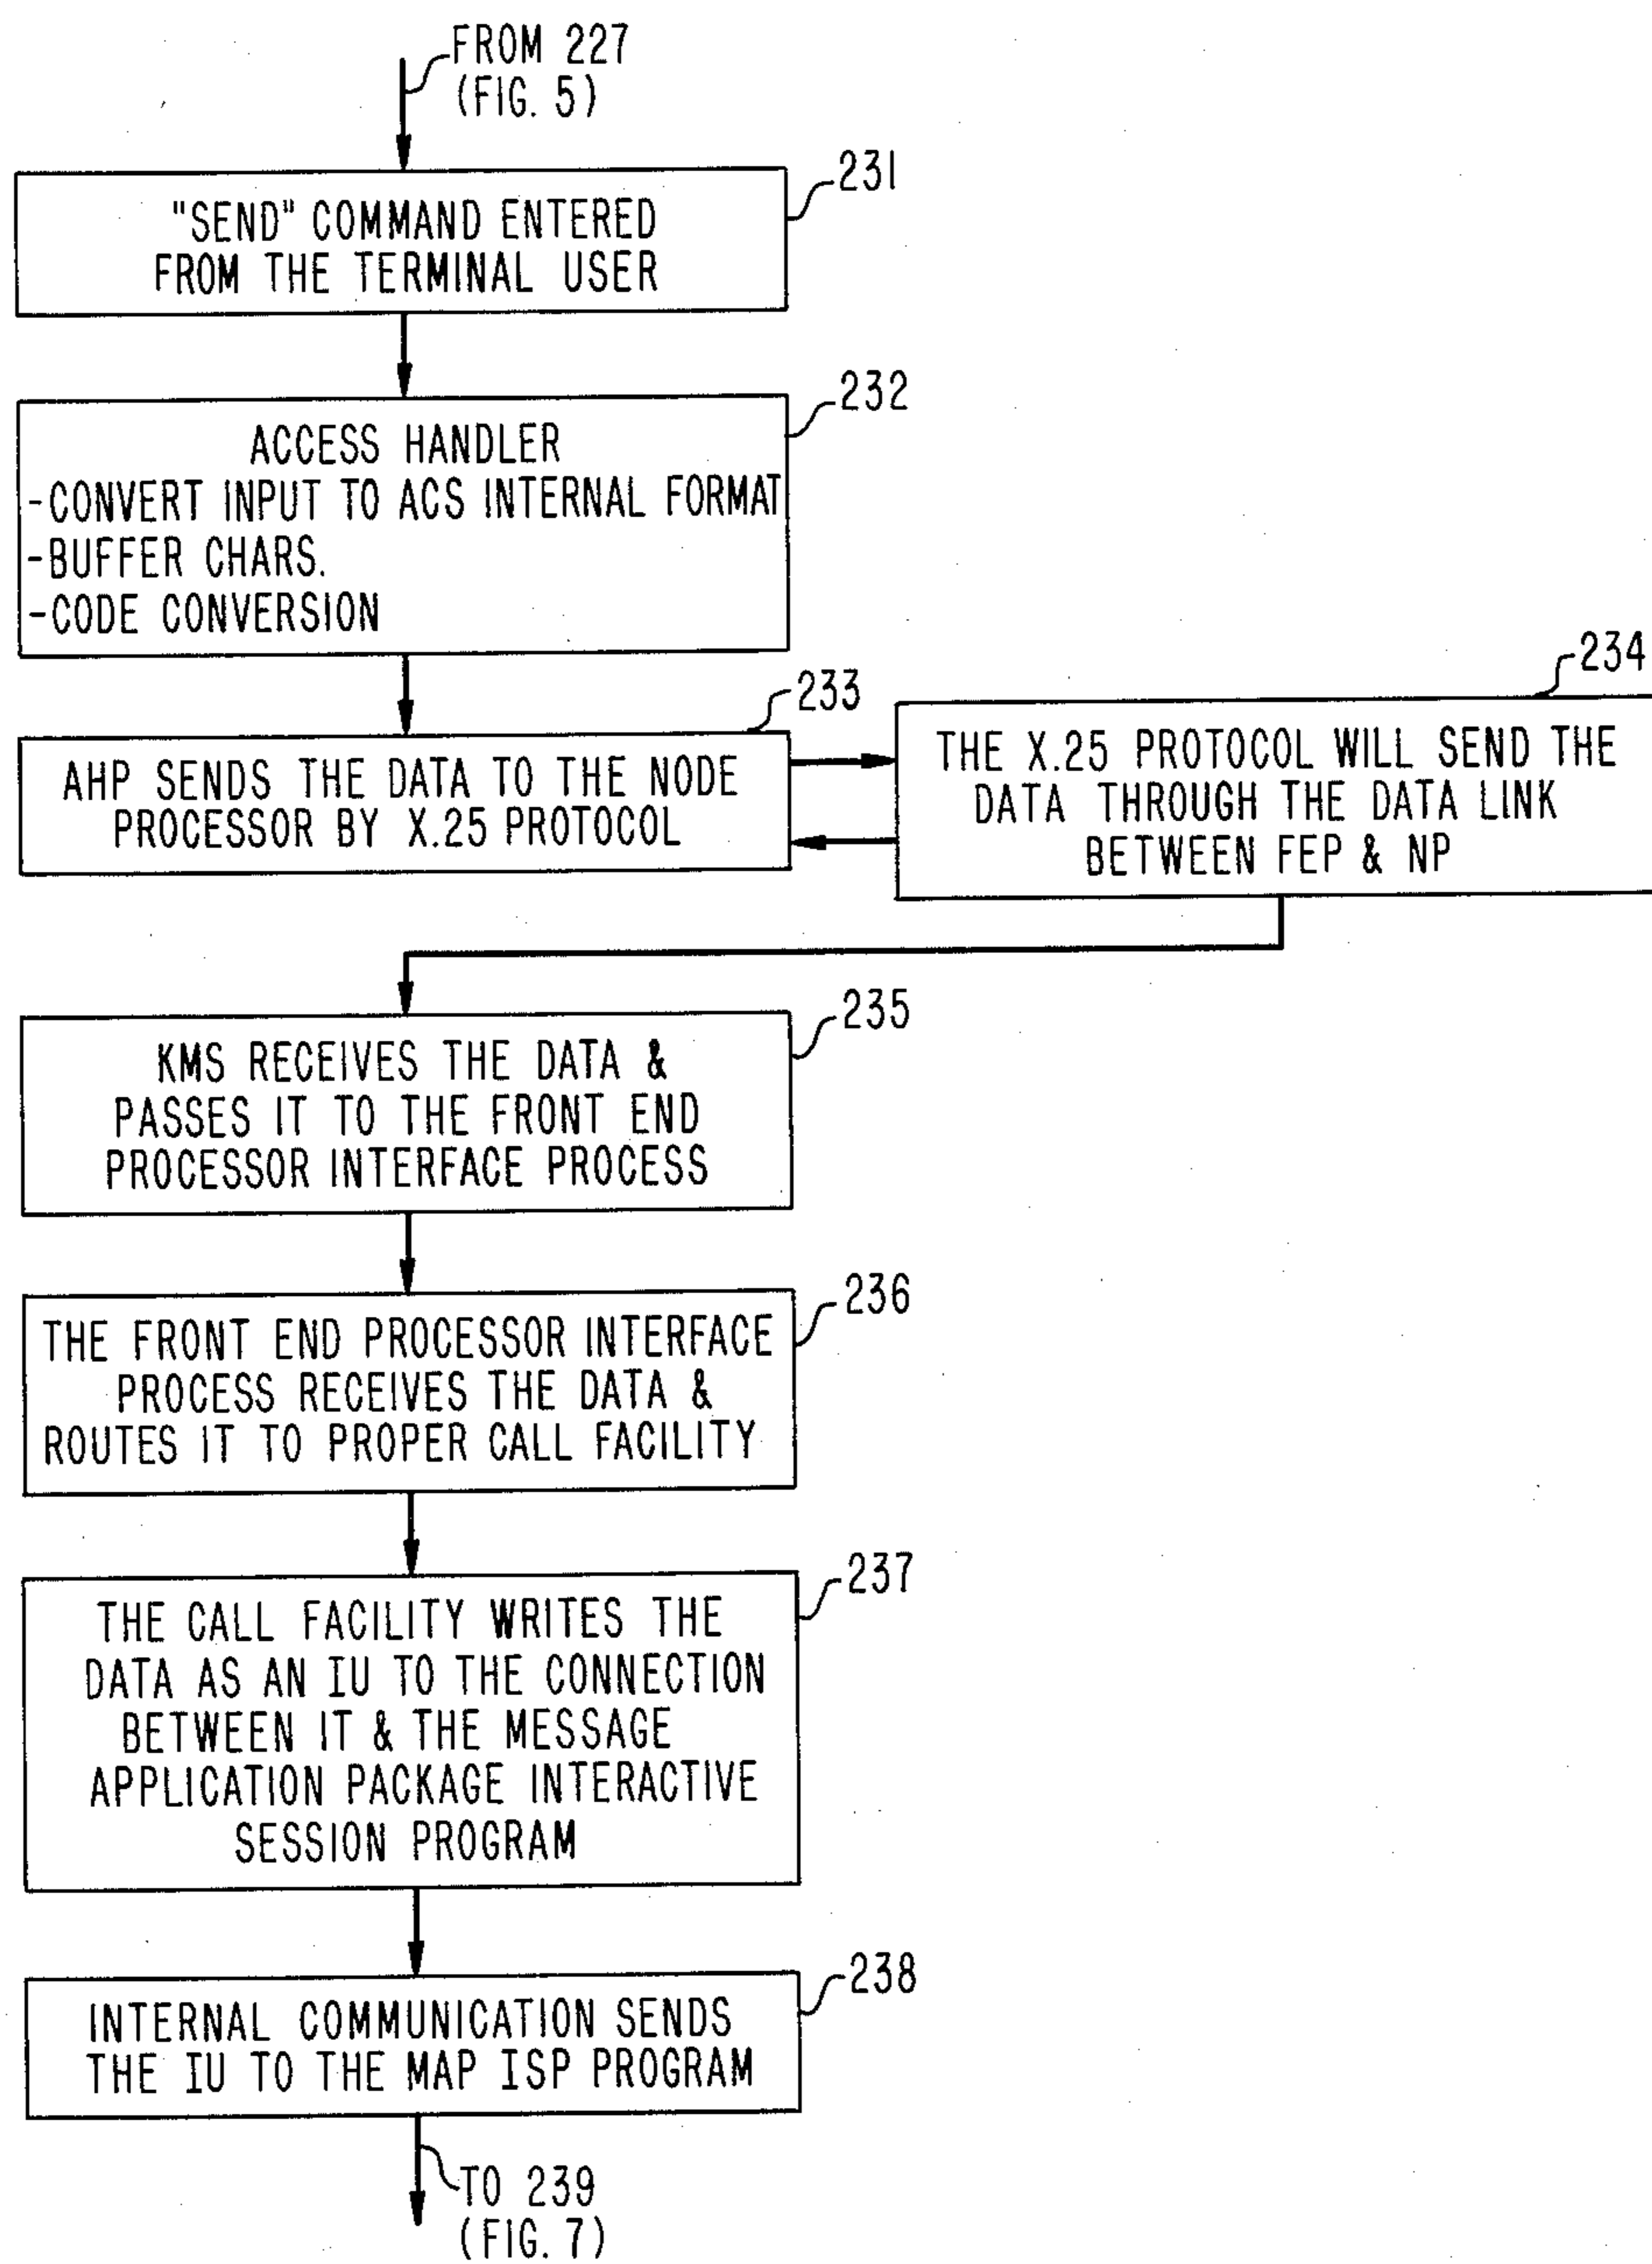 FROM 227
(FIG. 5)
231
"SEND" COMMAND ENTERED
FROM THE TERMINAL USER
232
ACCESS HANDLER
-CONVERT INPUT TO ACS INTERNAL FORMAT
-BUFFER CHARS.
-CODE CONVERSION
233
AHP SENDS THE DATA TO THE NODE
PROCESSOR BY X.25 PROTOCOL
234
THE X.25 PROTOCOL WILL SEND THE
DATA THROUGH THE DATA LINK
BETWEEN FEP & NP
235
KMS RECEIVES THE DATA &
PASSES IT TO THE FRONT END
PROCESSOR INTERFACE PROCESS
236
THE FRONT END PROCESSOR INTERFACE
PROCESS RECEIVES THE DATA &
ROUTES IT TO PROPER CALL FACILITY
237
THE CALL FACILITY WRITES THE
DATA AS AN IU TO THE CONNECTION
BETWEEN IT & THE MESSAGE
APPLICATION PACKAGE INTERACTIVE
SESSION PROGRAM
238
INTERNAL COMMUNICATION SENDS
THE IU TO THE MAP ISP PROGRAM
TO 239
(FIG. 7)